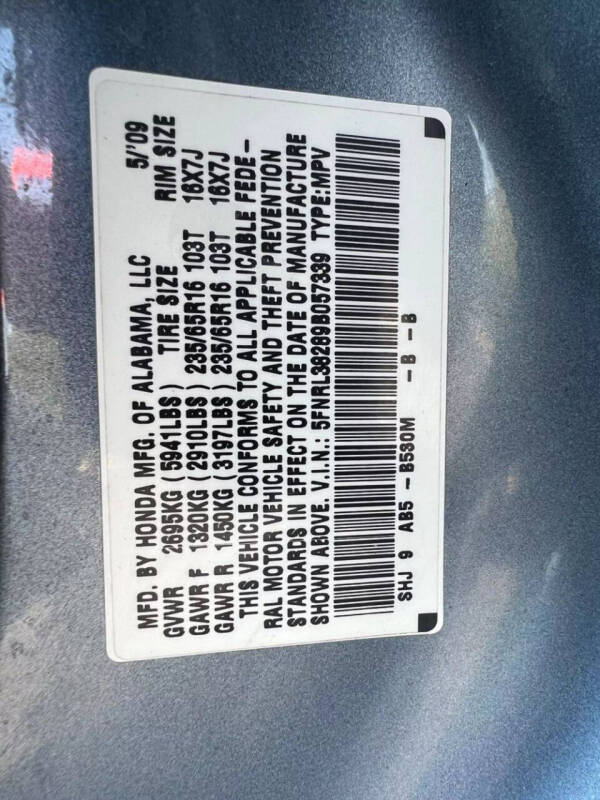 MFD. BY HONDA MFG. OF ALABAMA, LLC 5/'09
GVWR 2695KG ( 5941LBS ) TIRE SIZE RIM SIZE
GAWR F 1320KG ( 2910LBS ) 235/65R16 103T 16X7J
GAWR R 1450KG ( 3197LBS ) 235/65R16 103T 16X7J
THIS VEHICLE CONFORMS TO ALL APPLICABLE FEDE-
RAL MOTOR VEHICLE SAFETY AND THEFT PREVENTION
STANDARDS IN EFFECT ON THE DATE OF MANUFACTURE
SHOWN ABOVE. V.I.N.: 5FNRL38289B057339 TYPE:MPV
SHJ 9 AB5 - B530M - B - B